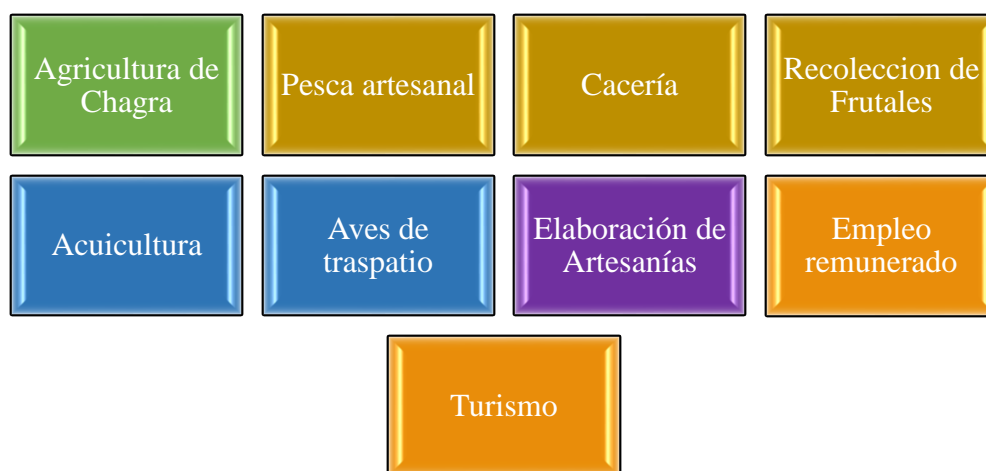 Agricultura de
Chagra
Pesca artesanal
Cacería
Recoleccion de
Frutales
Acuicultura
Aves de
traspatio
Elaboración de
Artesanías
Empleo
remunerado
Turismo